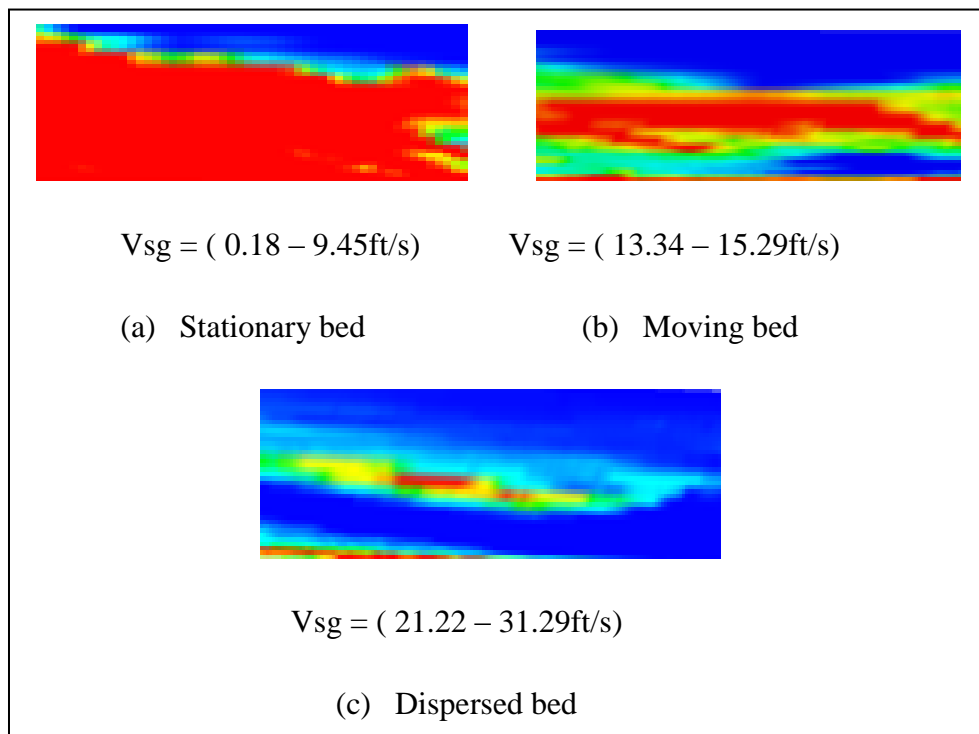 Vsg = ( 0.18 – 9.45ft/s)
Vsg = ( 13.34 – 15.29ft/s)
(a) Stationary bed
(b) Moving bed
Vsg = ( 21.22 – 31.29ft/s)
(c) Dispersed bed